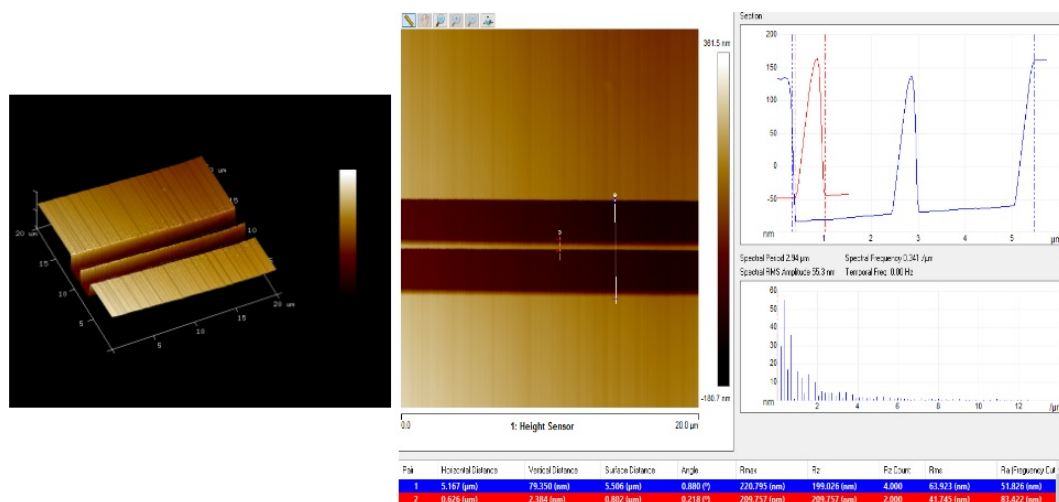 20 um
15
10
5
5
10
15
20 um
361.5 nm
-180.7 nm
0.0
1: Height Sensor
20.0 µm
Section
200
150
100
50
0
-50
nm
1
2
3
4
5
µm
Spectral Period 2.94 µm Spectral Frequency 0.341 /µm
Spectral RMS Amplitude 55.3 nm Temporal Freq. 0.00 Hz
60
50
40
30
20
10
nm
2
4
6
8
10
12
/µm
Pair Horizontal Distance Vertical Distance Surface Distance Angle Rmax Rz Rz Count Rms Ra (Frequency Cut
1 5.167 (µm) 79.350 (nm) 5.506 (µm) 0.880 (º) 220.795 (nm) 199.026 (nm) 4.000 63.923 (nm) 51.826 (nm)
2 0.626 (µm) 2.384 (nm) 0.802 (µm) 0.218 (º) 209.757 (nm) 209.757 (nm) 2.000 41.745 (nm) 83.422 (nm)